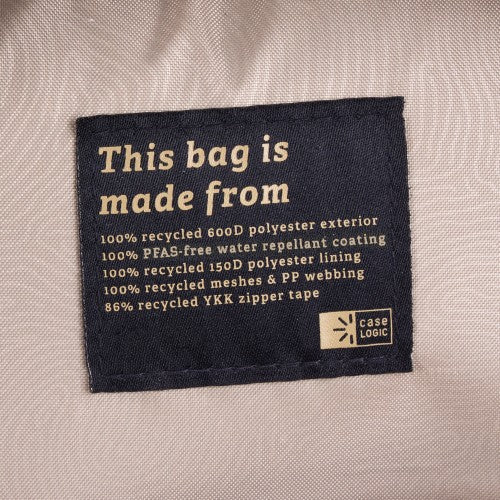 This bag is
made from
100% recycled 600D polyester exterior
100% PFAS-free water repellant coating
100% recycled 150D polyester lining
100% recycled meshes & PP webbing
86% recycled YKK zipper tape
case
LOGIC